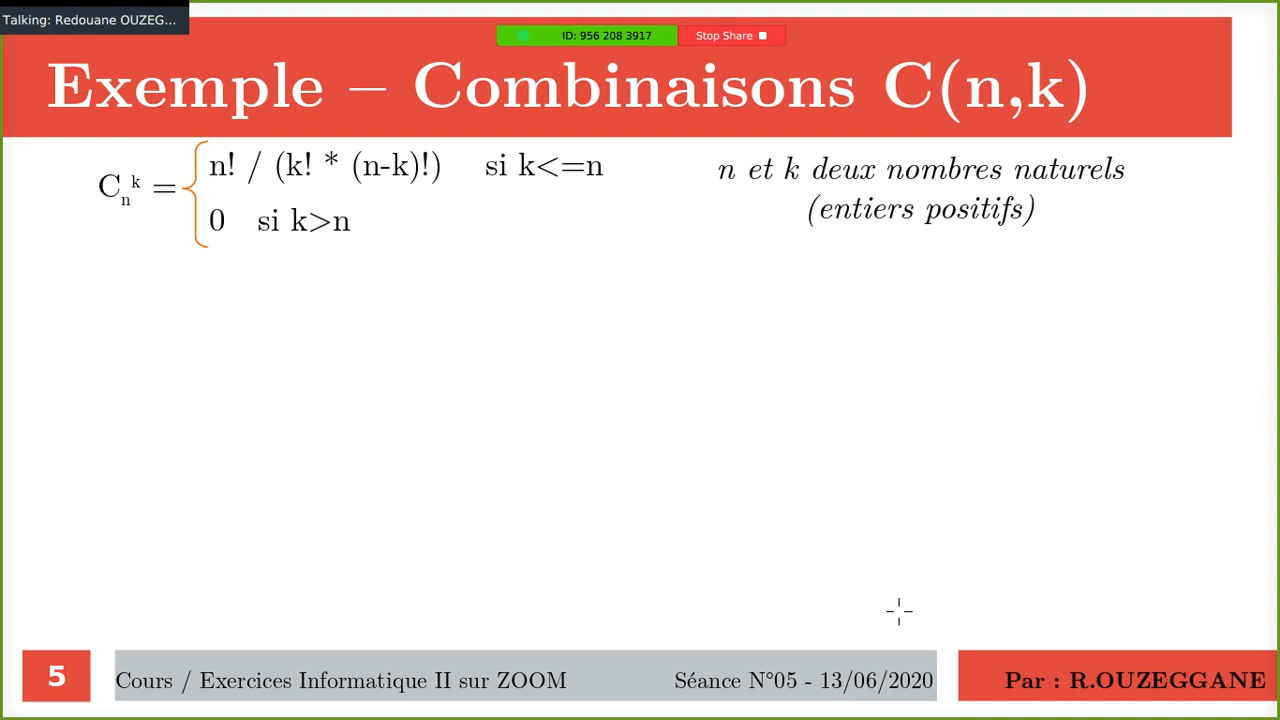 Talking: Redouane OUZEG...
ID: 956 208 3917 Stop Share
Exemple – Combinaisons C(n,k)
n! / (k! * (n-k)!) si k<=n
C_n^k =
0 si k>n
n et k deux nombres naturels
(entiers positifs)
5
Cours / Exercices Informatique II sur ZOOM Séance N°05 - 13/06/2020
Par : R.OUZEGGANE